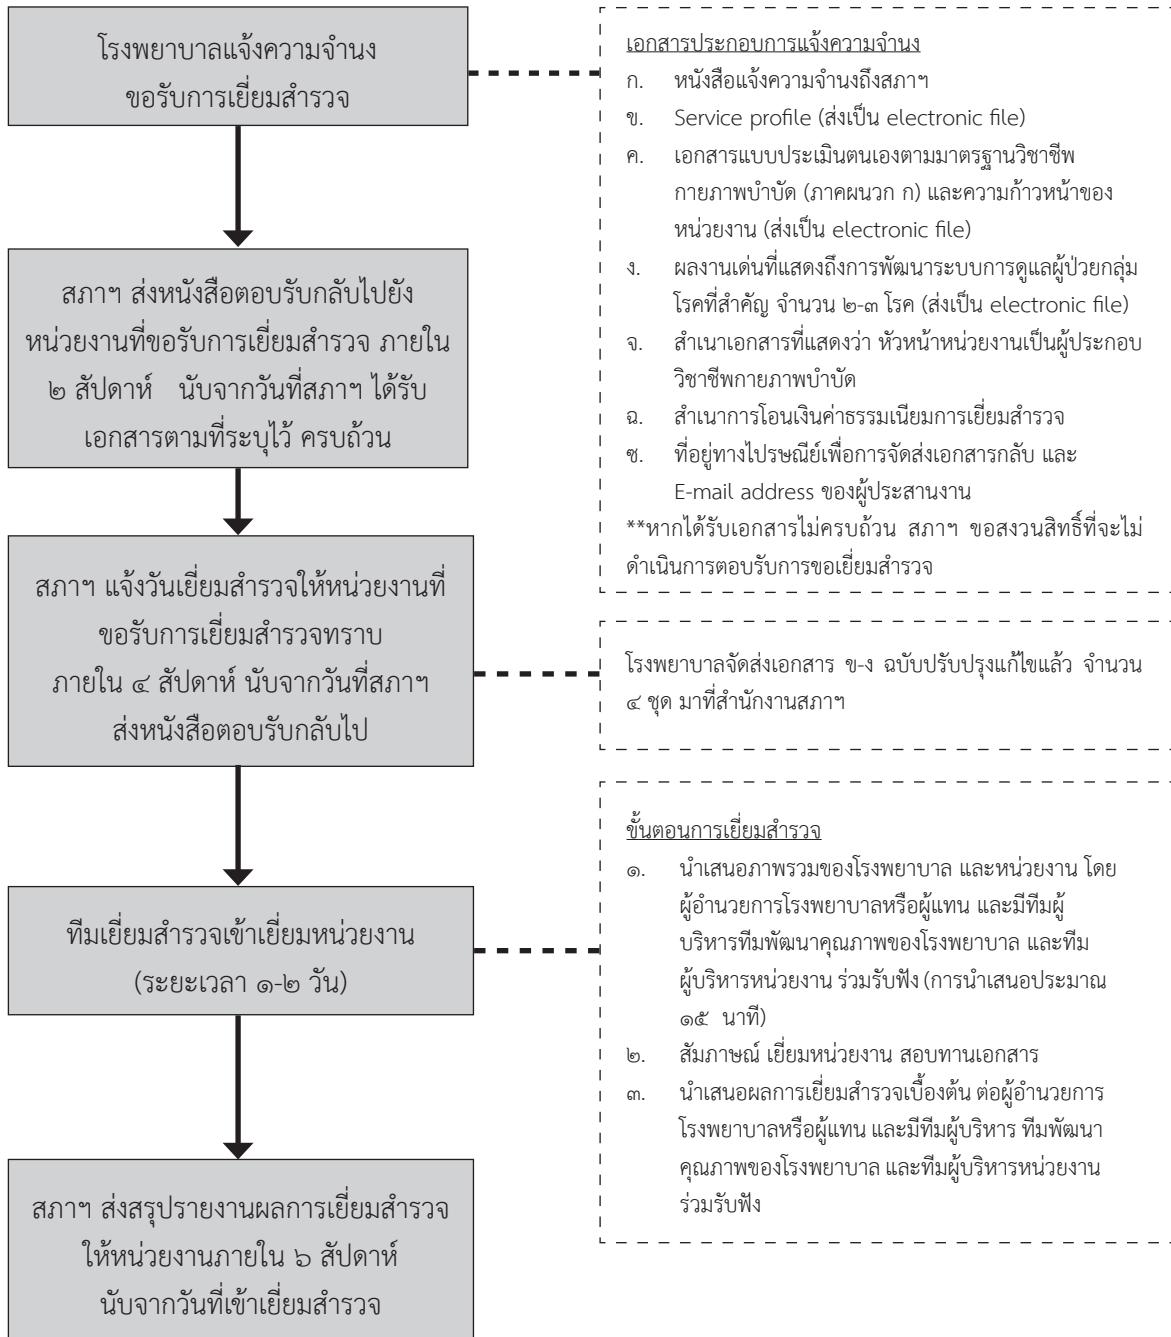 โรงพยาบาลแจ้งความจำนง
ขอรับการเยี่ยมสำรวจ
เอกสารประกอบการแจ้งความจำนง
ก. หนังสือแจ้งความจำนงถึงสภาฯ
ข. Service profile (ส่งเป็น electronic file)
ค. เอกสารแบบประเมินตนเองตามมาตรฐานวิชาชีพ
กายภาพบำบัด (ภาคผนวก ก) และความก้าวหน้าของ
หน่วยงาน (ส่งเป็น electronic file)
ง. ผลงานเด่นที่แสดงถึงการพัฒนาระบบการดูแลผู้ป่วยกลุ่ม
โรคที่สำคัญ จำนวน ๒-๓ โรค (ส่งเป็น electronic file)
จ. สำเนาเอกสารที่แสดงว่า หัวหน้าหน่วยงานเป็นผู้ประกอบ
วิชาชีพกายภาพบำบัด
ฉ. สำเนาการโอนเงินค่าธรรมเนียมการเยี่ยมสำรวจ
ซ. ที่อยู่ทางไปรษณีย์เพื่อการจัดส่งเอกสารกลับ และ
E-mail address ของผู้ประสานงาน
**หากได้รับเอกสารไม่ครบถ้วน สภาฯ ขอสงวนสิทธิ์ที่จะไม่
ดำเนินการตอบรับการขอเยี่ยมสำรวจ
สภาฯ ส่งหนังสือตอบรับกลับไปยัง
หน่วยงานที่ขอรับการเยี่ยมสำรวจ ภายใน
๒ สัปดาห์ นับจากวันที่สภาฯ ได้รับ
เอกสารตามที่ระบุไว้ ครบถ้วน
สภาฯ แจ้งวันเยี่ยมสำรวจให้หน่วยงานที่
ขอรับการเยี่ยมสำรวจทราบ
ภายใน ๔ สัปดาห์ นับจากวันที่สภาฯ
ส่งหนังสือตอบรับกลับไป
โรงพยาบาลจัดส่งเอกสาร ข-ง ฉบับปรับปรุงแก้ไขแล้ว จำนวน
๔ ชุด มาที่สำนักงานสภาฯ
ทีมเยี่ยมสำรวจเข้าเยี่ยมหน่วยงาน
(ระยะเวลา ๑-๒ วัน)
ขั้นตอนการเยี่ยมสำรวจ
๑. นำเสนอภาพรวมของโรงพยาบาล และหน่วยงาน โดย
ผู้อำนวยการโรงพยาบาลหรือผู้แทน และมีทีมผู้
บริหารทีมพัฒนาคุณภาพของโรงพยาบาล และทีม
ผู้บริหารหน่วยงาน ร่วมรับฟัง (การนำเสนอประมาณ
๑๕ นาที)
๒. สัมภาษณ์ เยี่ยมหน่วยงาน สอบทานเอกสาร
๓. นำเสนอผลการเยี่ยมสำรวจเบื้องต้น ต่อผู้อำนวยการ
โรงพยาบาลหรือผู้แทน และมีทีมผู้บริหาร ทีมพัฒนา
คุณภาพของโรงพยาบาล และทีมผู้บริหารหน่วยงาน
ร่วมรับฟัง
สภาฯ ส่งสรุปรายงานผลการเยี่ยมสำรวจ
ให้หน่วยงานภายใน ๖ สัปดาห์
นับจากวันที่เข้าเยี่ยมสำรวจ